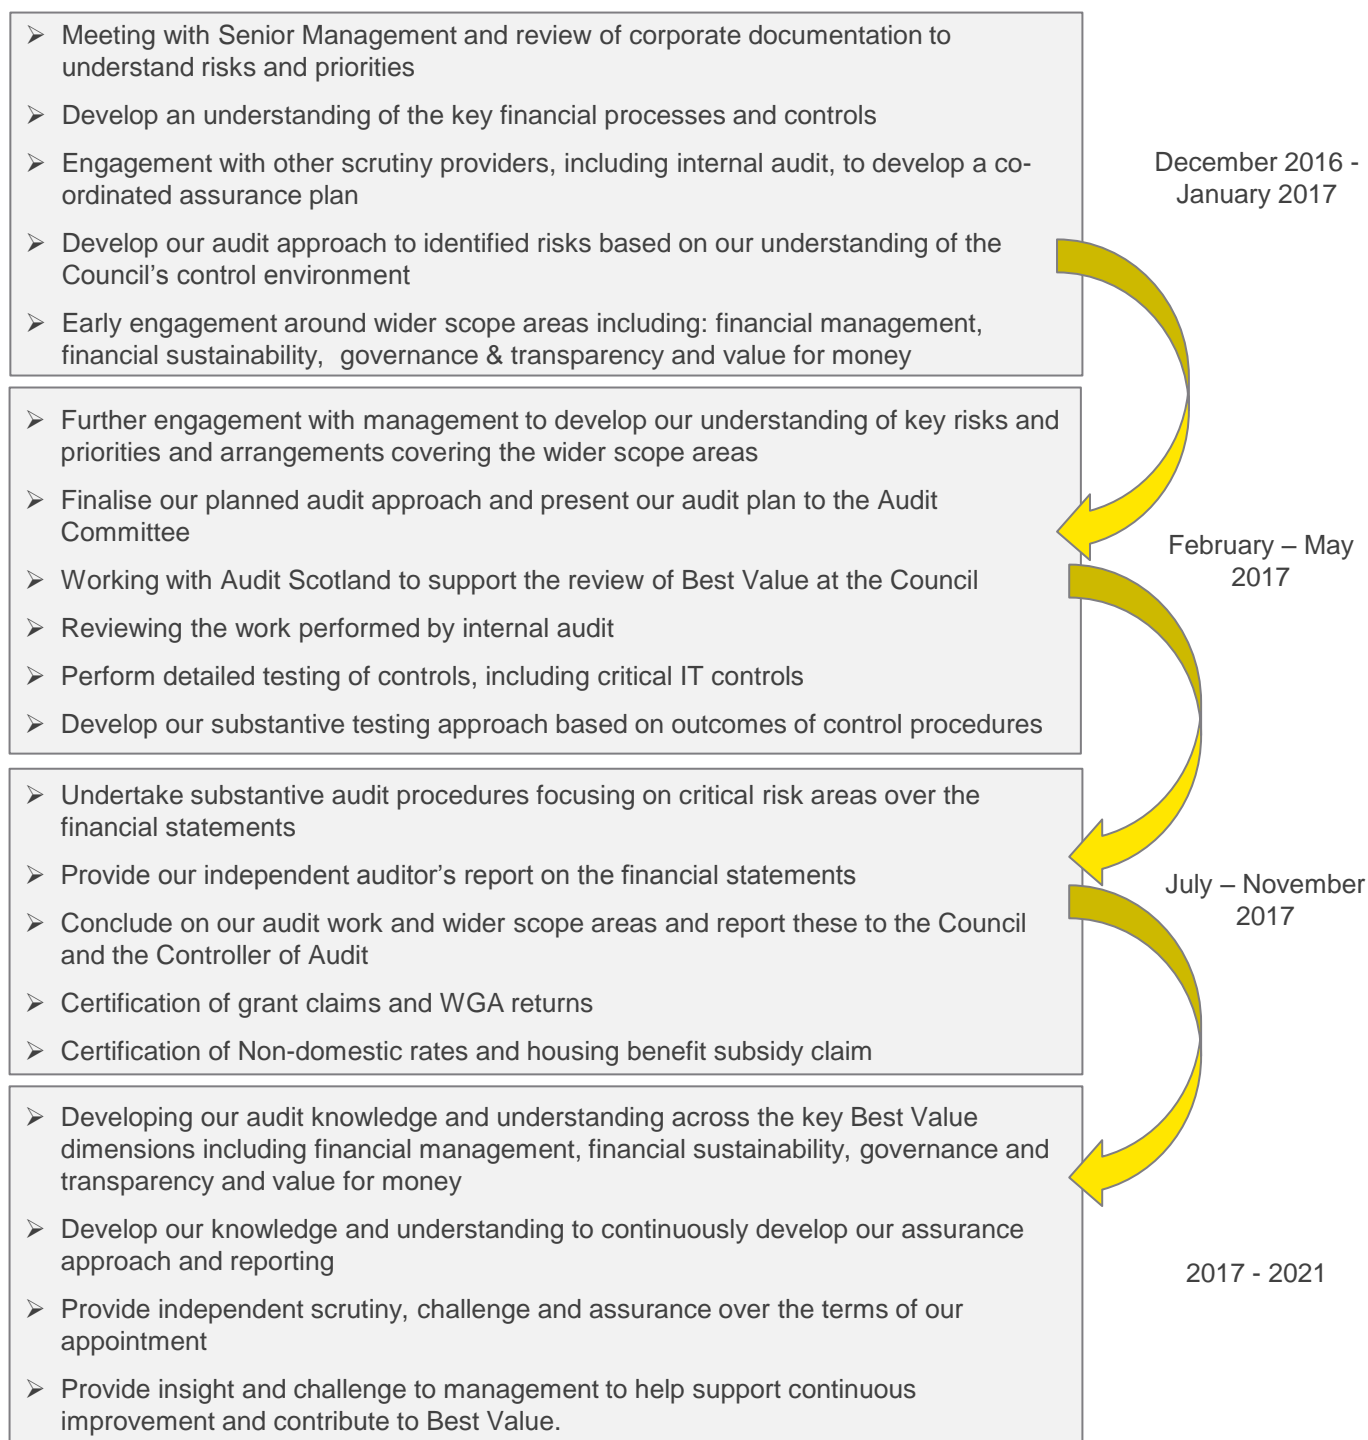 ➢ Meeting with Senior Management and review of corporate documentation to
understand risks and priorities
➢ Develop an understanding of the key financial processes and controls
➢ Engagement with other scrutiny providers, including internal audit, to develop a co-
ordinated assurance plan
➢ Develop our audit approach to identified risks based on our understanding of the
Council’s control environment
➢ Early engagement around wider scope areas including: financial management,
financial sustainability, governance & transparency and value for money
December 2016 -
January 2017
➢ Further engagement with management to develop our understanding of key risks and
priorities and arrangements covering the wider scope areas
➢ Finalise our planned audit approach and present our audit plan to the Audit
Committee
➢ Working with Audit Scotland to support the review of Best Value at the Council
➢ Reviewing the work performed by internal audit
➢ Perform detailed testing of controls, including critical IT controls
➢ Develop our substantive testing approach based on outcomes of control procedures
February – May
2017
➢ Undertake substantive audit procedures focusing on critical risk areas over the
financial statements
➢ Provide our independent auditor’s report on the financial statements
➢ Conclude on our audit work and wider scope areas and report these to the Council
and the Controller of Audit
➢ Certification of grant claims and WGA returns
➢ Certification of Non-domestic rates and housing benefit subsidy claim
July – November
2017
➢ Developing our audit knowledge and understanding across the key Best Value
dimensions including financial management, financial sustainability, governance and
transparency and value for money
➢ Develop our knowledge and understanding to continuously develop our assurance
approach and reporting
➢ Provide independent scrutiny, challenge and assurance over the terms of our
appointment
➢ Provide insight and challenge to management to help support continuous
improvement and contribute to Best Value.
2017 - 2021